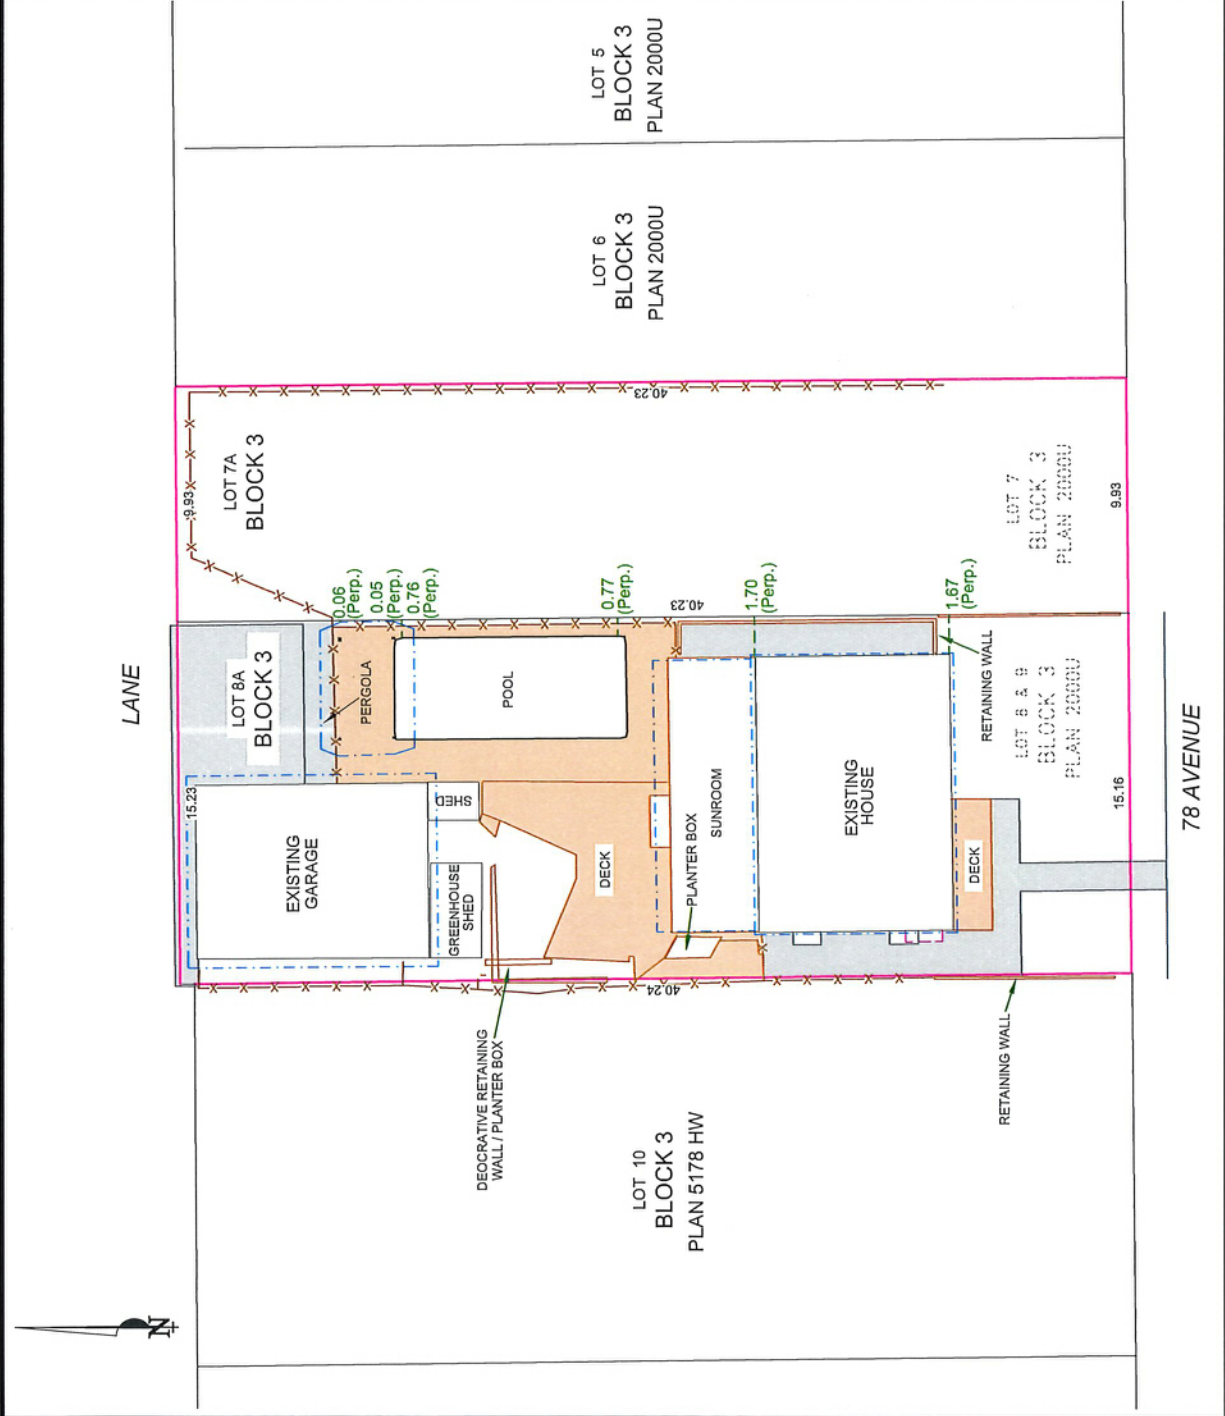 LOT 5
BLOCK 3
PLAN 2000U
LOT 6
BLOCK 3
PLAN 2000U
40.23
9.93
LOT 7A
BLOCK 3
LOT 7
BLOCK 3
PLAN 2000U
9.93
0.06
(Perp.)
0.05
(Perp.)
0.76
(Perp.)
0.77
(Perp.)
40.23
1.70
(Perp.)
1.67
(Perp.)
LANE
LOT 8A
BLOCK 3
PERGOLA
POOL
RETAINING WALL
LOT 8 & 9
BLOCK 3
PLAN 2000U
15.23
SHED
SUNROOM
EXISTING
HOUSE
15.16
78 AVENUE
EXISTING
GARAGE
GREENHOUSE
SHED
DECK
PLANTER BOX
DECK
40.24
DEOCRATIVE RETAINING
WALL / PLANTER BOX
RETAINING WALL
LOT 10
BLOCK 3
PLAN 5178 HW
N